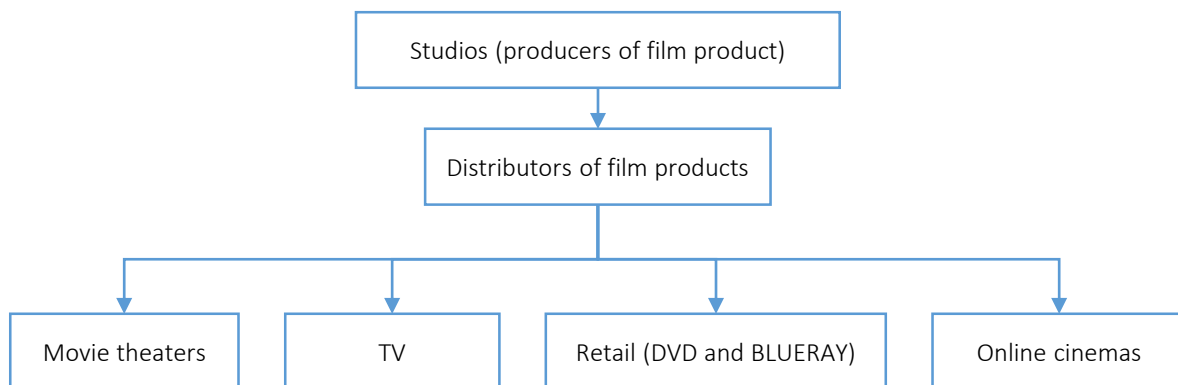 Studios (producers of film product)
Distributors of film products
Movie theaters
TV
Retail (DVD and BLUERAY)
Online cinemas